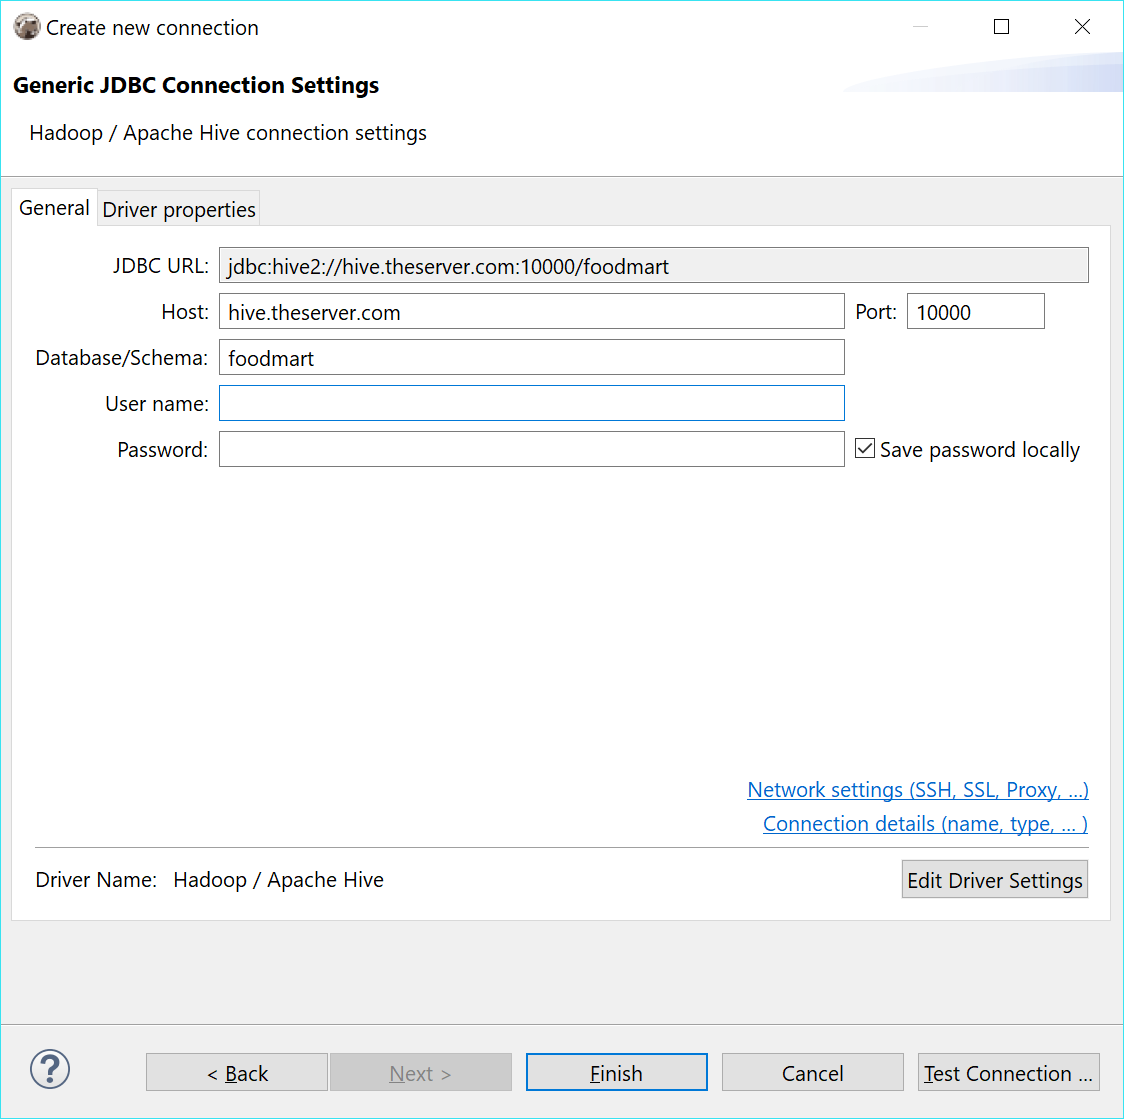 Create new connection
Generic JDBC Connection Settings
Hadoop / Apache Hive connection settings
General Driver properties
JDBC URL: jdbc:hive2://hive.theserver.com:10000/foodmart
Host: hive.theserver.com Port: 10000
Database/Schema: foodmart
User name:
Password: Save password locally
Network settings (SSH, SSL, Proxy, ...)
Connection details (name, type, ... )
Driver Name: Hadoop / Apache Hive Edit Driver Settings
? < Back Next > Finish Cancel Test Connection ...